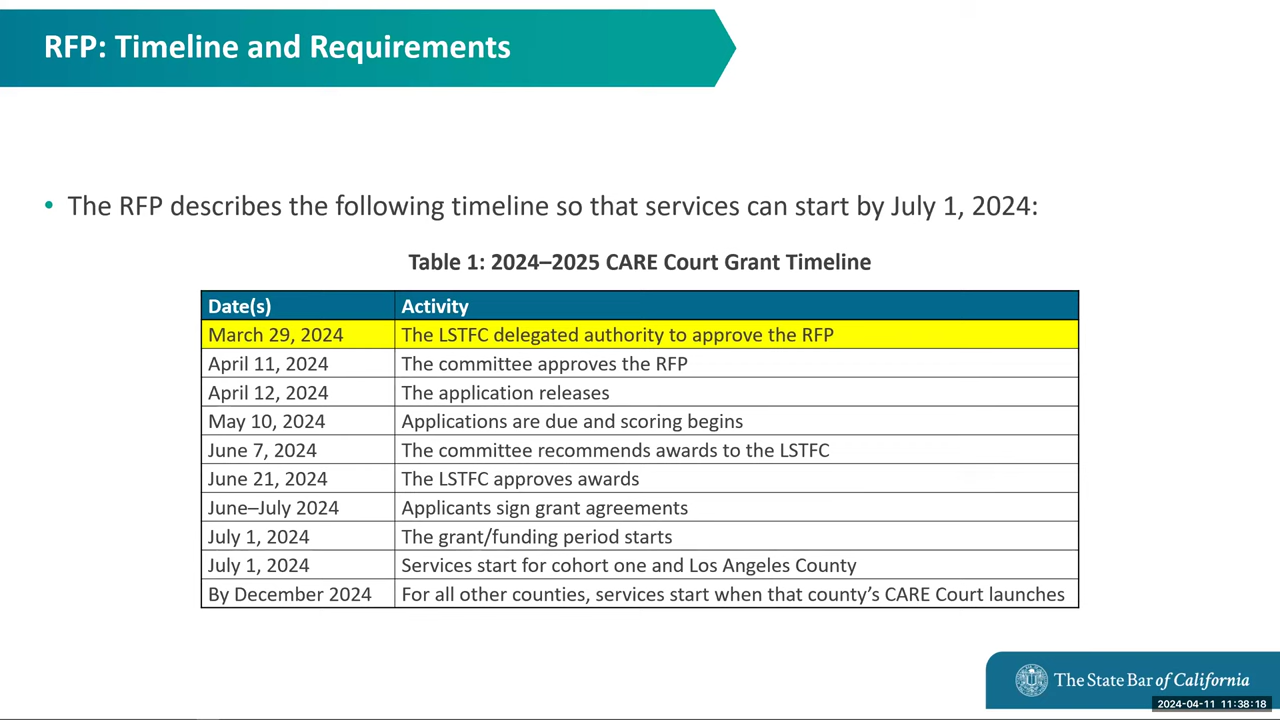 RFP: Timeline and Requirements
• The RFP describes the following timeline so that services can start by July 1, 2024:
Table 1: 2024–2025 CARE Court Grant Timeline
Date(s) Activity
March 29, 2024 The LSTFC delegated authority to approve the RFP
April 11, 2024 The committee approves the RFP
April 12, 2024 The application releases
May 10, 2024 Applications are due and scoring begins
June 7, 2024 The committee recommends awards to the LSTFC
June 21, 2024 The LSTFC approves awards
June–July 2024 Applicants sign grant agreements
July 1, 2024 The grant/funding period starts
July 1, 2024 Services start for cohort one and Los Angeles County
By December 2024 For all other counties, services start when that county’s CARE Court launches
The State Bar of California
2024-04-11 11:38:18